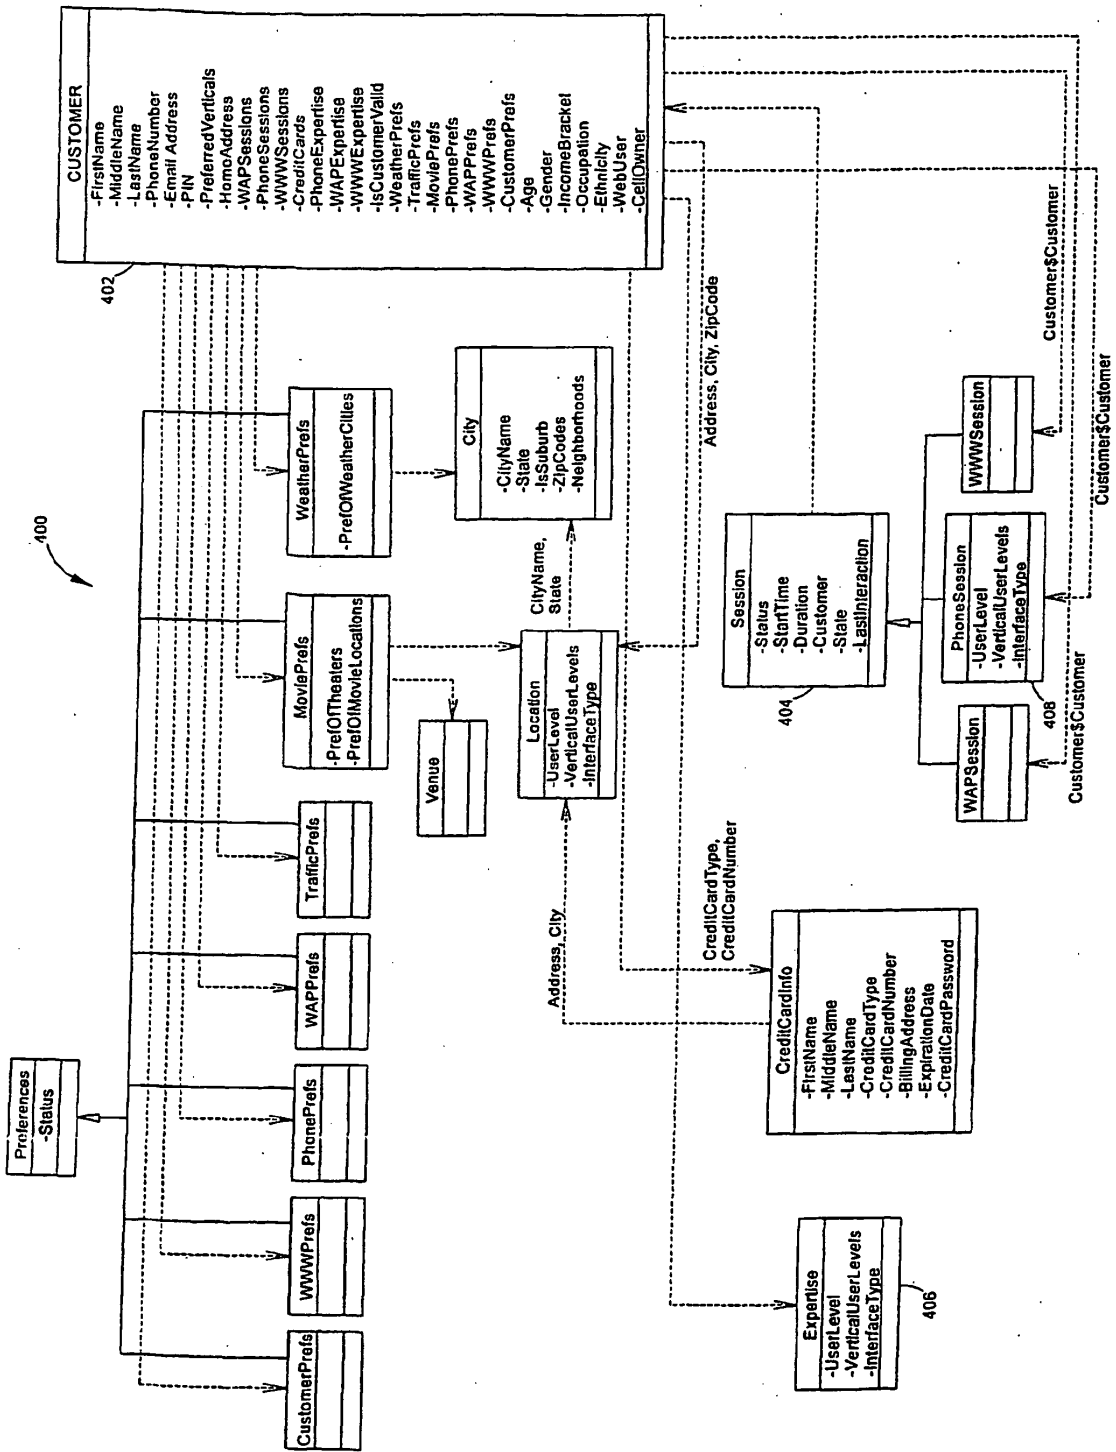 400
Preferences
-Status
CustomerPrefs
WWWPrefs
PhonePrefs
WAPPrefs
TrafficPrefs
MoviePrefs
-PrefOfTheaters
-PrefOfMovieLocations
WeatherPrefs
-PrefOfWeatherCities
CUSTOMER
-FirstName
-MiddleName
-LastName
-PhoneNumber
-Email Address
-PIN
-PreferredVerticals
-HomoAddress
-WAPSessions
-PhoneSessions
-WWWSessions
-CreditCards
-PhoneExpertise
-WAPExpertise
-WWWExpertise
-IsCustomerValid
-WeatherPrefs
-TrafficPrefs
-MoviePrefs
-PhonePrefs
-WAPPrefs
-WWWPrefs
-CustomerPrefs
-Age
-Gender
-IncomeBracket
-Occupation
-Ethnicity
-WebUser
-CellOwner
402
Venue
City
-CityName
-State
-IsSuburb
-ZipCodes
-Neighborhoods
CityName,
State
Location
-UserLevel
-VerticalUserLevels
-InterfaceType
Address, City
Address, City, ZipCode
CreditCardType,
CreditCardNumber
Expertise
-UserLevel
-VerticalUserLevels
-InterfaceType
406
CreditCardInfo
-FirstName
-MiddleName
-LastName
-CreditCardType
-CreditCardNumber
-BillingAddress
-ExpirationDate
-CreditCardPassword
Session
-Status
-StartTime
-Duration
-Customer
-State
-LastInteraction
404
WAPSession
PhoneSession
-UserLevel
-VerticalUserLevels
-InterfaceType
408
WWWSession
Customer$Customer
Customer$Customer
Customer$Customer